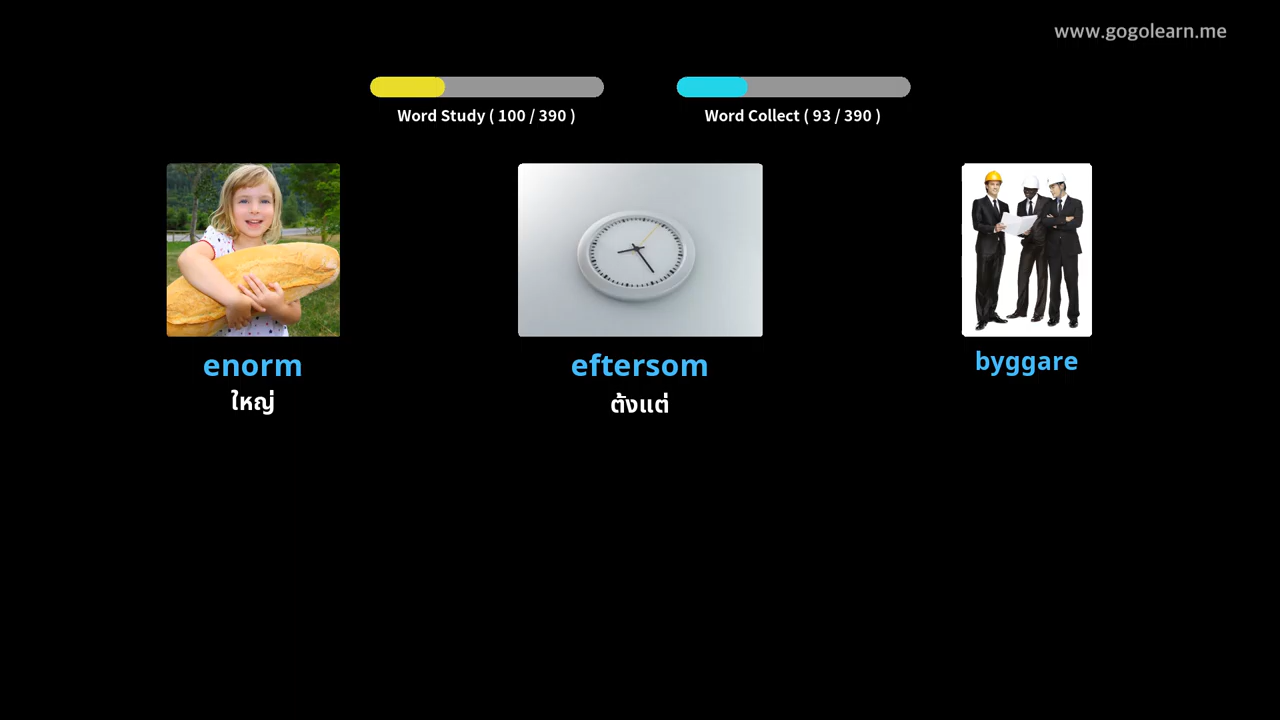 www.gogolearn.me
Word Study ( 100 / 390 )
Word Collect ( 93 / 390 )
enorm
eftersom
byggare
ใหญ่
ตั้งแต่